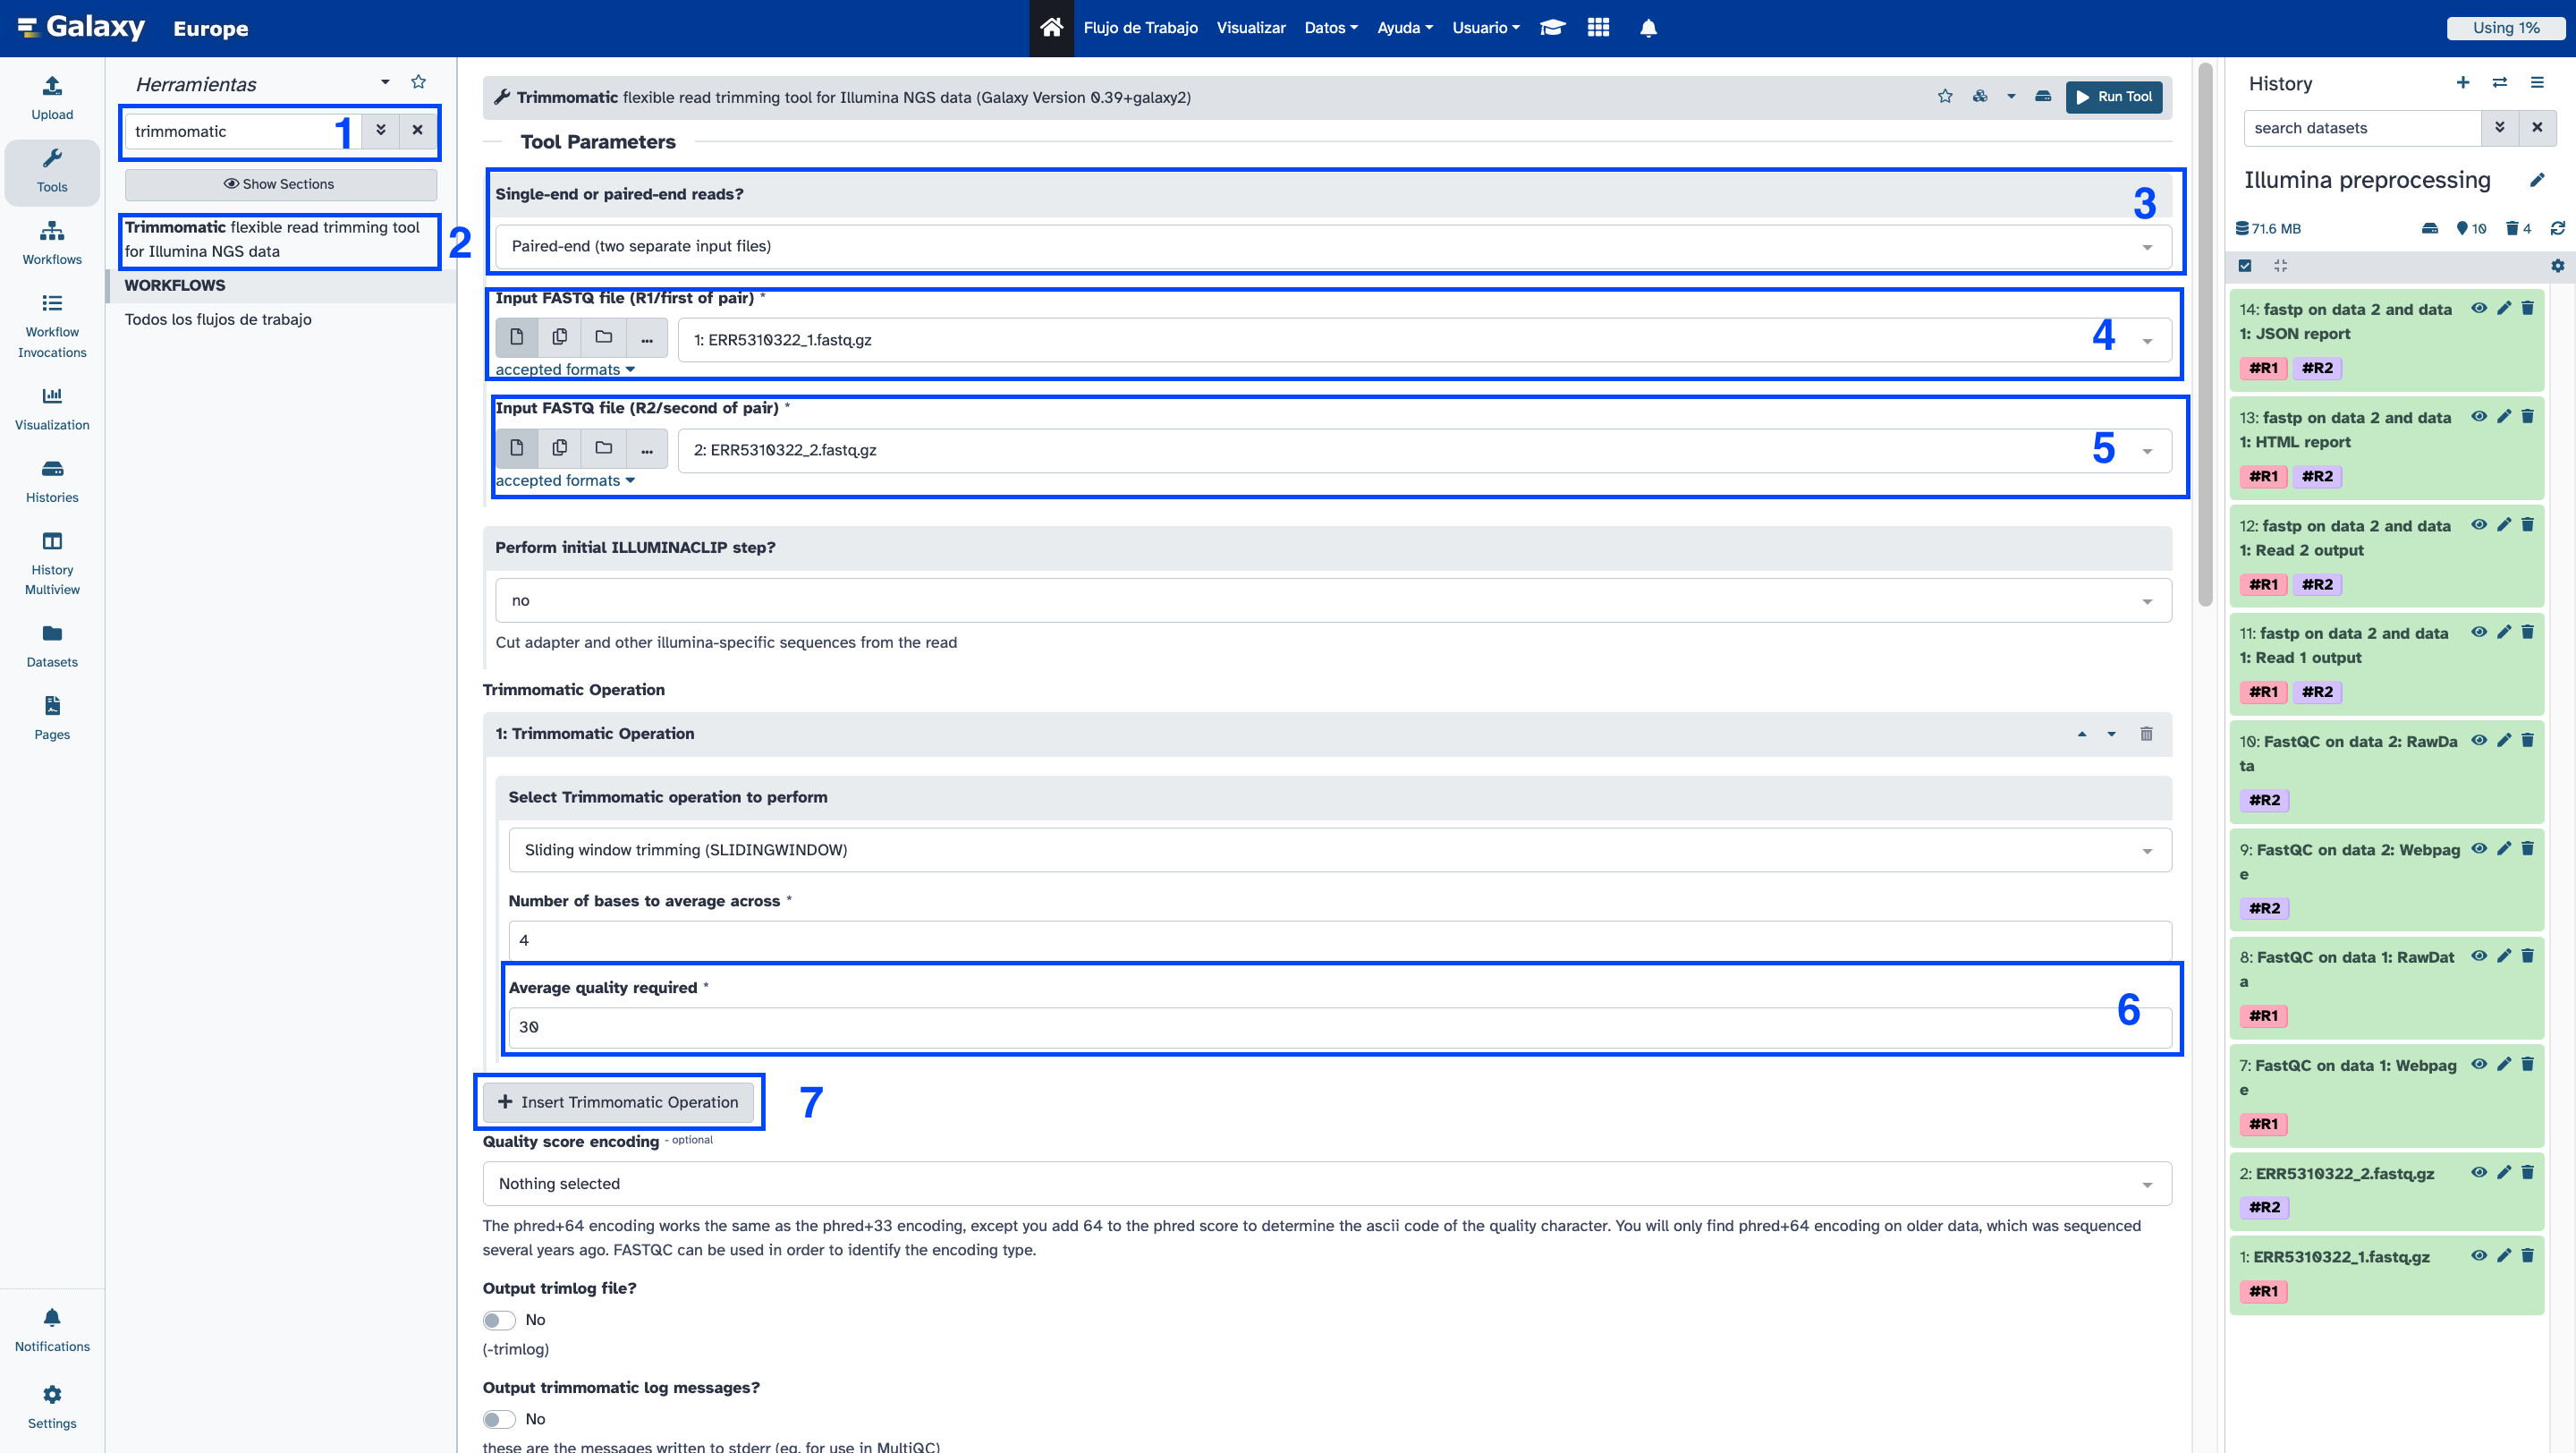 Galaxy Europe
Flujo de Trabajo Visualizar Datos Ayuda Usuario
Using 1%
Upload
Tools
Workflows
Workflow
Invocations
Visualization
Histories
History
Multiview
Datasets
Pages
Notifications
Settings
Herramientas
trimmomatic 1
Show Sections
Trimmomatic flexible read trimming tool
for Illumina NGS data
2
WORKFLOWS
Todos los flujos de trabajo
Trimmomatic flexible read trimming tool for Illumina NGS data (Galaxy Version 0.39+galaxy2)
Run Tool
Tool Parameters
Single-end or paired-end reads?
3
Paired-end (two separate input files)
Input FASTQ file (R1/first of pair) *
... 1: ERR5310322_1.fastq.gz 4
accepted formats
Input FASTQ file (R2/second of pair) *
... 2: ERR5310322_2.fastq.gz 5
accepted formats
Perform initial ILLUMINACLIP step?
no
Cut adapter and other illumina-specific sequences from the read
Trimmomatic Operation
1: Trimmomatic Operation
Select Trimmomatic operation to perform
Sliding window trimming (SLIDINGWINDOW)
Number of bases to average across *
4
Average quality required *
6
30
Insert Trimmomatic Operation 7
Quality score encoding - optional
Nothing selected
The phred+64 encoding works the same as the phred+33 encoding, except you add 64 to the phred score to determine the ascii code of the quality character. You will only find phred+64 encoding on older data, which was sequenced
several years ago. FASTQC can be used in order to identify the encoding type.
Output trimlog file?
No
(-trimlog)
Output trimmomatic log messages?
No
these are the messages written to stderr (eg. for use in MultiQC)
History
search datasets
Illumina preprocessing
71.6 MB 10 4
14: fastp on data 2 and data
1: JSON report
#R1 #R2
13: fastp on data 2 and data
1: HTML report
#R1 #R2
12: fastp on data 2 and data
1: Read 2 output
#R1 #R2
11: fastp on data 2 and data
1: Read 1 output
#R1 #R2
10: FastQC on data 2: RawDa
ta
#R2
9: FastQC on data 2: Webpag
e
#R2
8: FastQC on data 1: RawDat
a
#R1
7: FastQC on data 1: Webpag
e
#R1
2: ERR5310322_2.fastq.gz
#R2
1: ERR5310322_1.fastq.gz
#R1